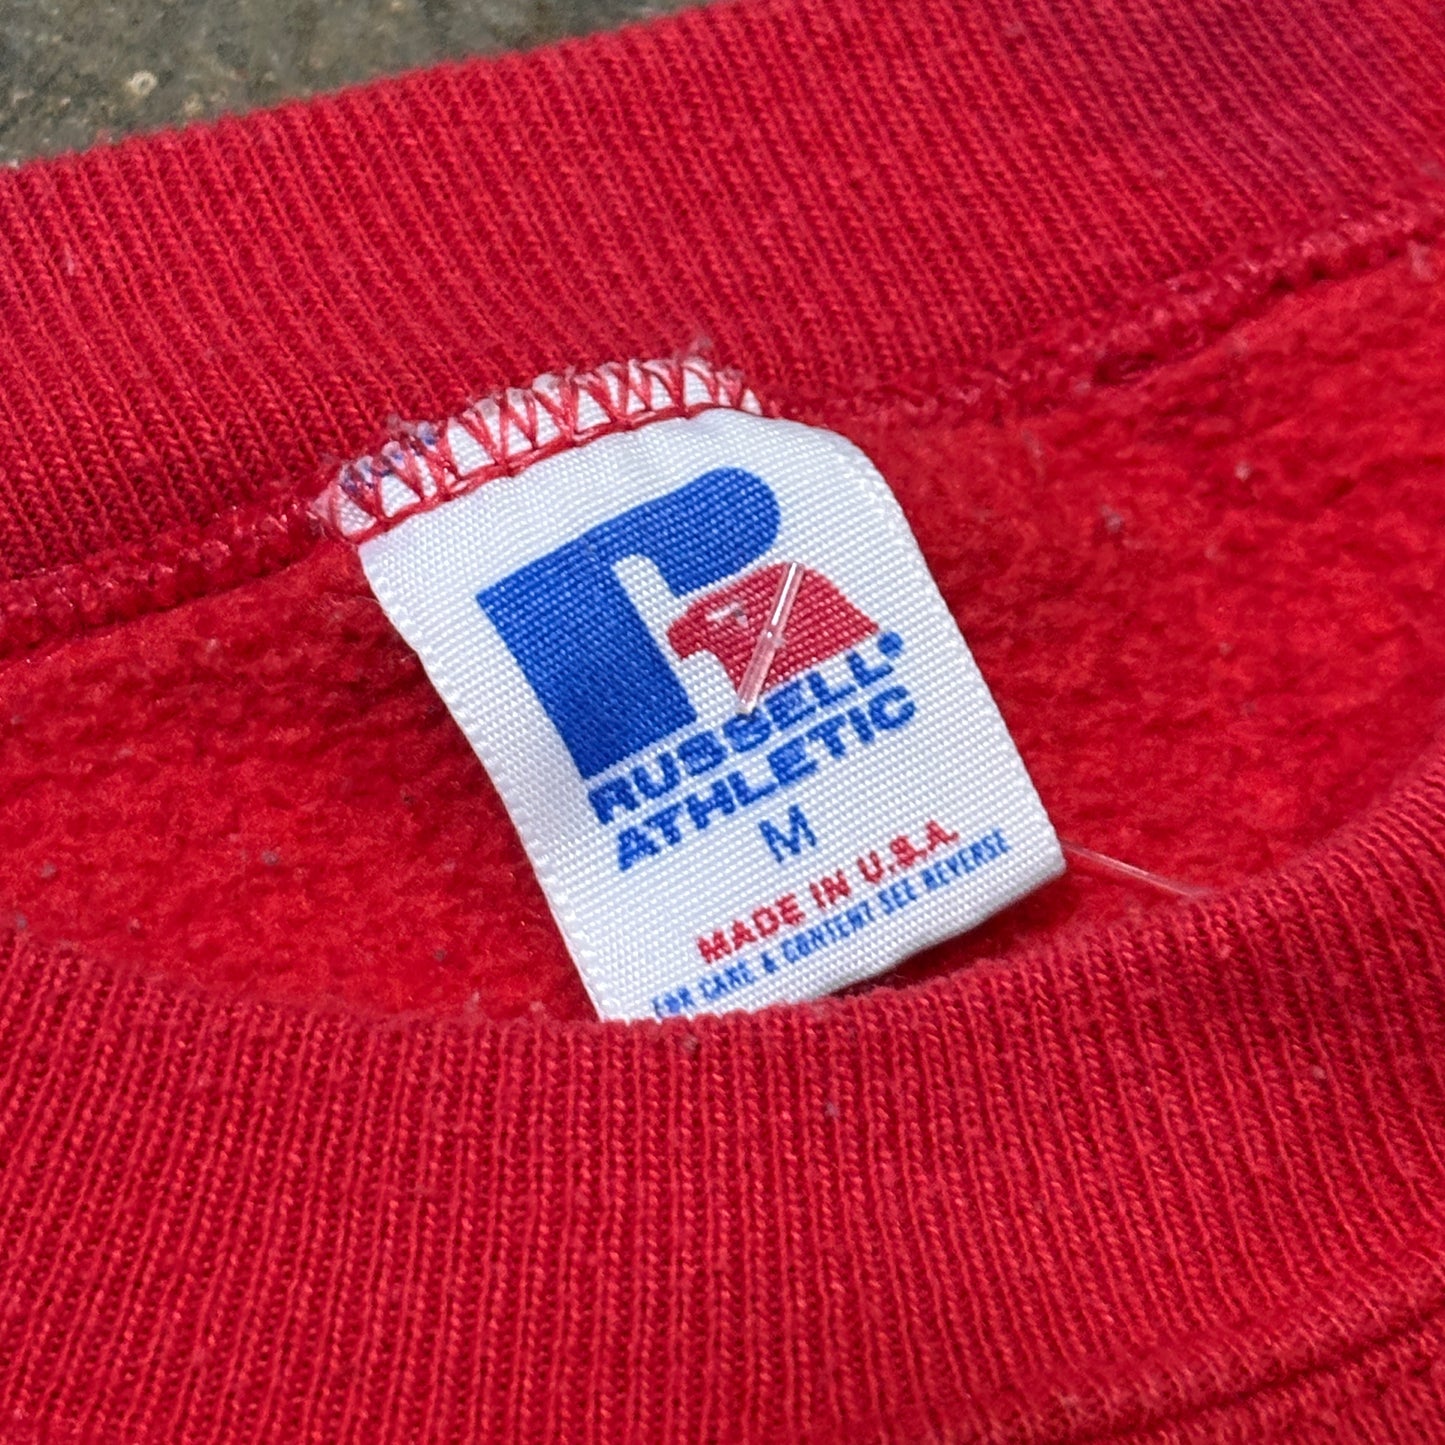 RUSSELL®
ATHLETIC
M
MADE IN U.S.A.
FOR CARE & CONTENT SEE REVERSE